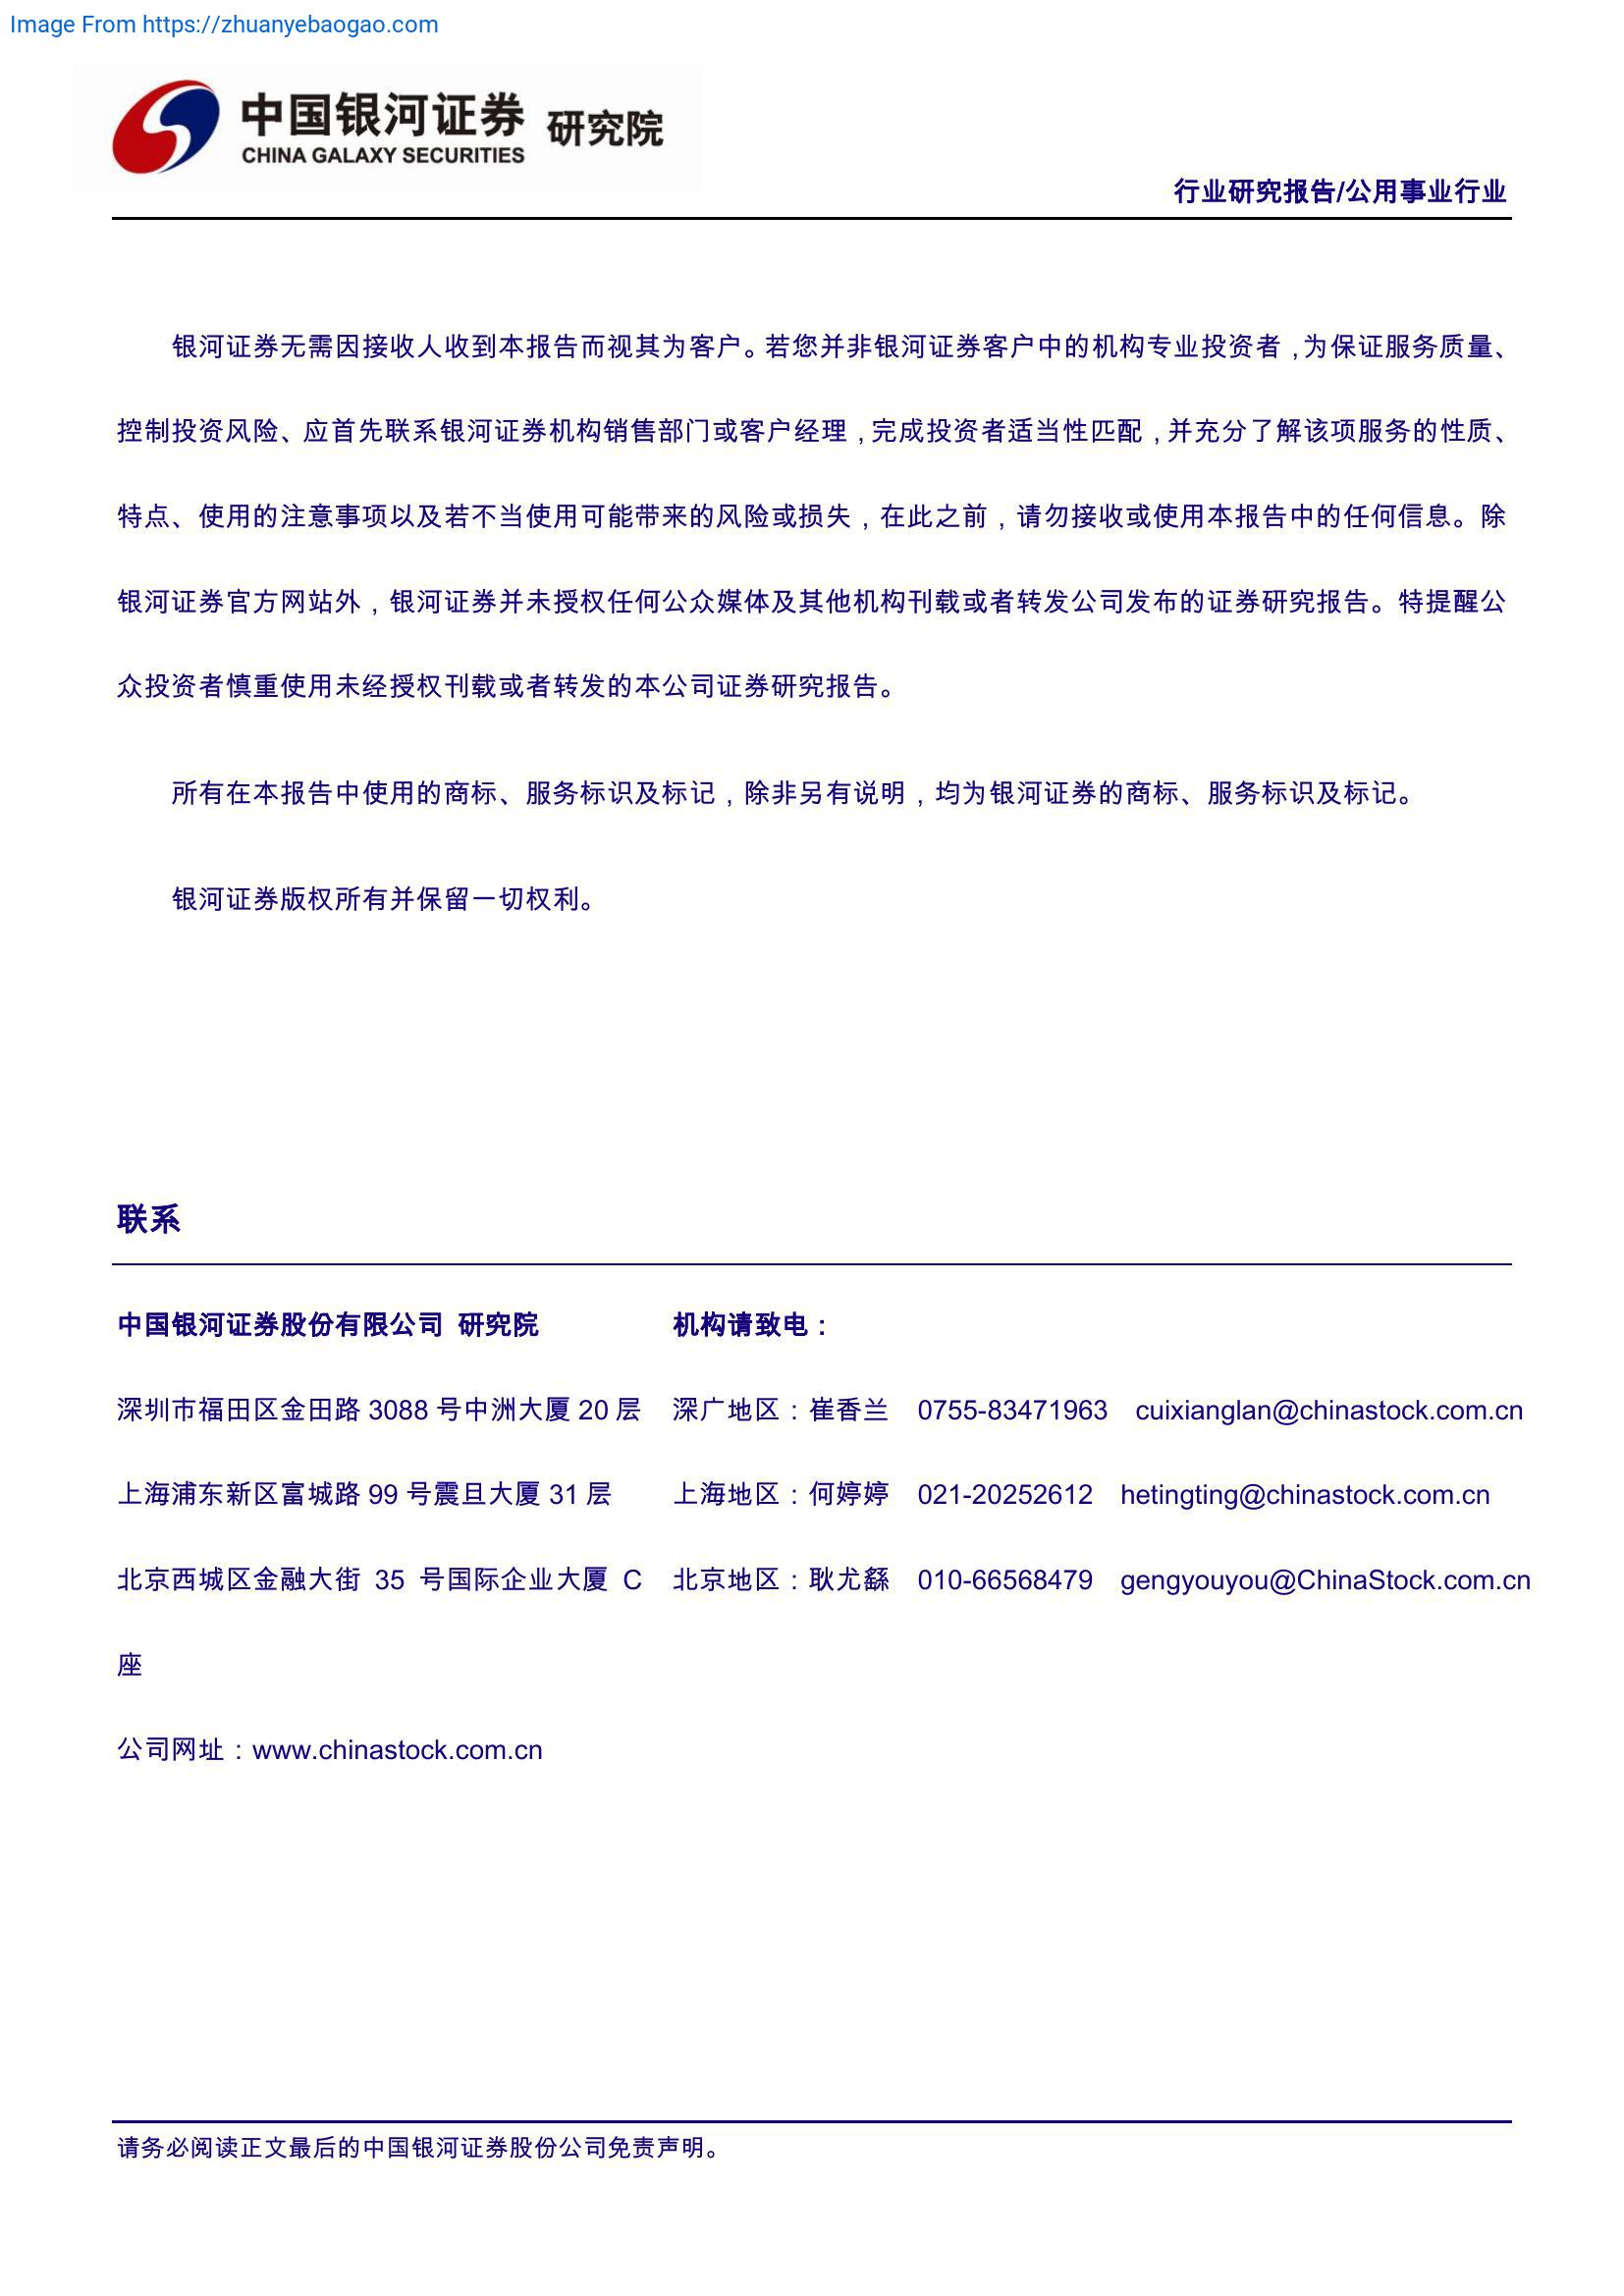 Image From https://zhuanyebaogao.com
中国银河证券 研究院
CHINA GALAXY SECURITIES
行业研究报告/公用事业行业
银河证券无需因接收人收到本报告而视其为客户。若您并非银河证券客户中的机构专业投资者,为保证服务质量、
控制投资风险、应首先联系银河证券机构销售部门或客户经理,完成投资者适当性匹配,并充分了解该项服务的性质、
特点、使用的注意事项以及若不当使用可能带来的风险或损失,在此之前,请勿接收或使用本报告中的任何信息。除
银河证券官方网站外,银河证券并未授权任何公众媒体及其他机构刊载或者转发公司发布的证券研究报告。特提醒公
众投资者慎重使用未经授权刊载或者转发的本公司证券研究报告。
所有在本报告中使用的商标、服务标识及标记,除非另有说明,均为银河证券的商标、服务标识及标记。
银河证券版权所有并保留一切权利。
联系
中国银河证券股份有限公司 研究院 机构请致电:
深圳市福田区金田路 3088 号中洲大厦 20 层 深广地区:崔香兰 0755-83471963 cuixianglan@chinastock.com.cn
上海浦东新区富城路 99 号震旦大厦 31 层 上海地区:何婷婷 021-20252612 hetingting@chinastock.com.cn
北京西城区金融大街 35 号国际企业大厦 C 北京地区:耿尤繇 010-66568479 gengyouyou@ChinaStock.com.cn
座
公司网址:www.chinastock.com.cn
请务必阅读正文最后的中国银河证券股份公司免责声明。